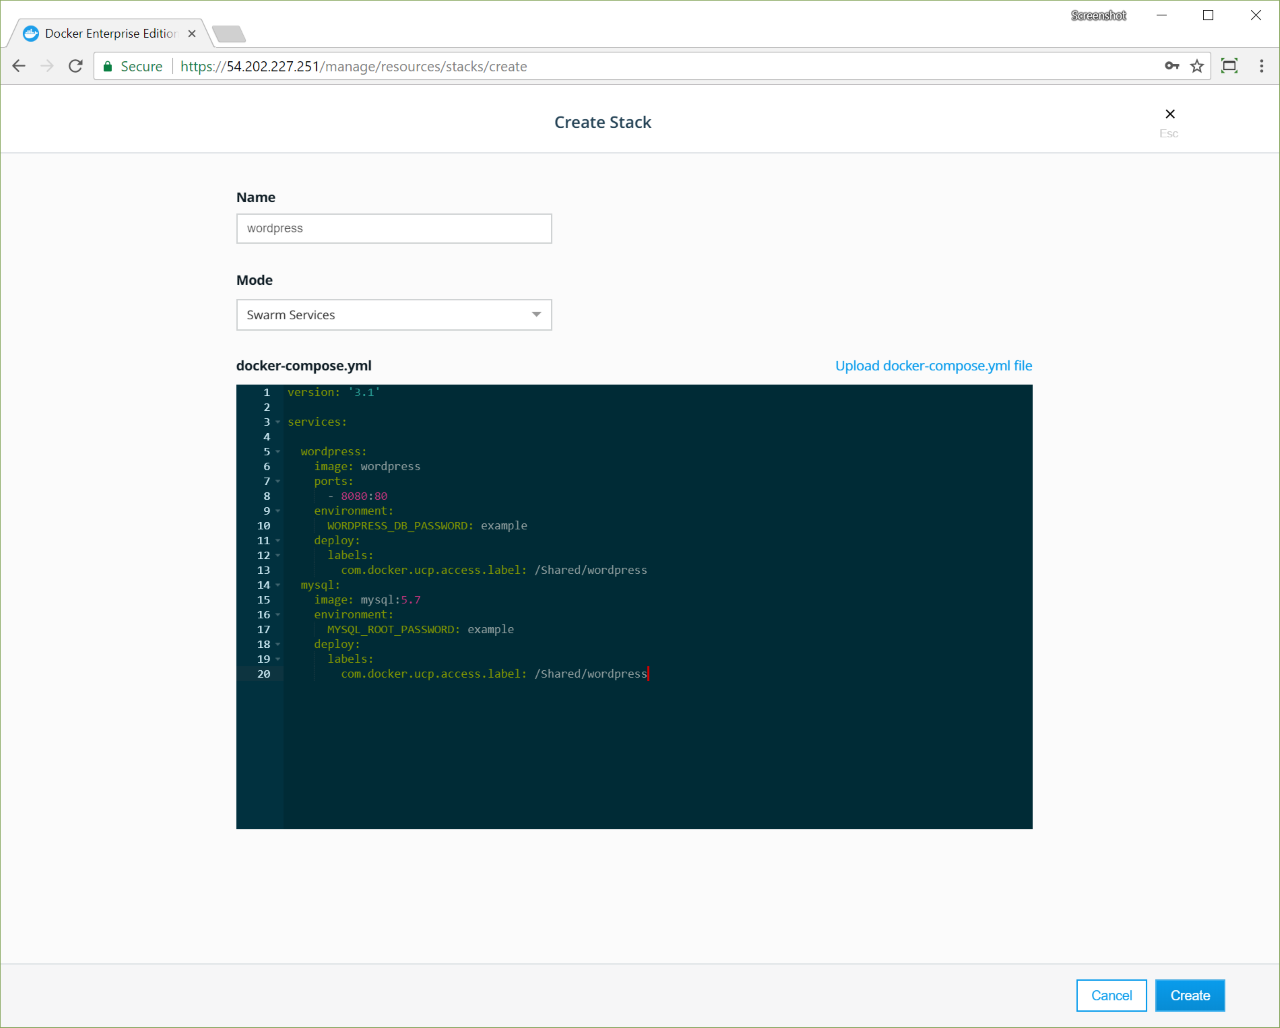 Screenshot
Docker Enterprise Edition
Secure https://54.202.227.251/manage/resources/stacks/create
Create Stack
Esc
Name
wordpress
Mode
Swarm Services
docker-compose.yml
Upload docker-compose.yml file
1 version: '3.1'
2
3 services:
4
5 wordpress:
6 image: wordpress
7 ports:
8 - 8080:80
9 environment:
10 WORDPRESS_DB_PASSWORD: example
11 deploy:
12 labels:
13 com.docker.ucp.access.label: /Shared/wordpress
14 mysql:
15 image: mysql:5.7
16 environment:
17 MYSQL_ROOT_PASSWORD: example
18 deploy:
19 labels:
20 com.docker.ucp.access.label: /Shared/wordpress
Cancel
Create